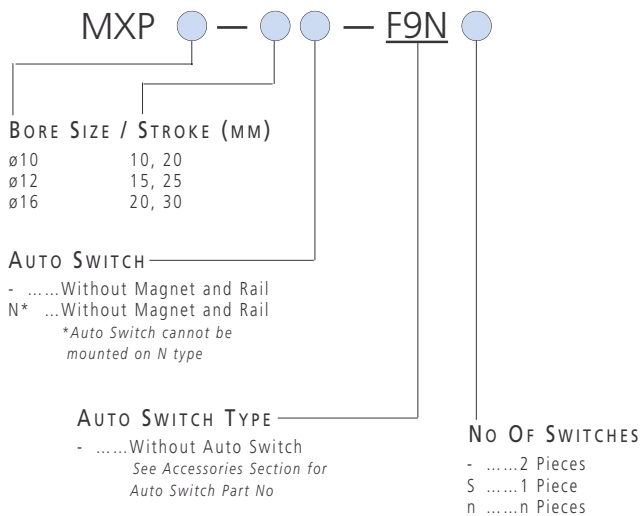 MXP — — F9N
BORE SIZE / STROKE (MM)
ø10 10, 20
ø12 15, 25
ø16 20, 30
AUTO SWITCH
- ......Without Magnet and Rail
N* ...Without Magnet and Rail
*Auto Switch cannot be
mounted on N type
AUTO SWITCH TYPE
- ......Without Auto Switch
See Accessories Section for
Auto Switch Part No
NO OF SWITCHES
- ......2 Pieces
S ......1 Piece
n ......n Pieces